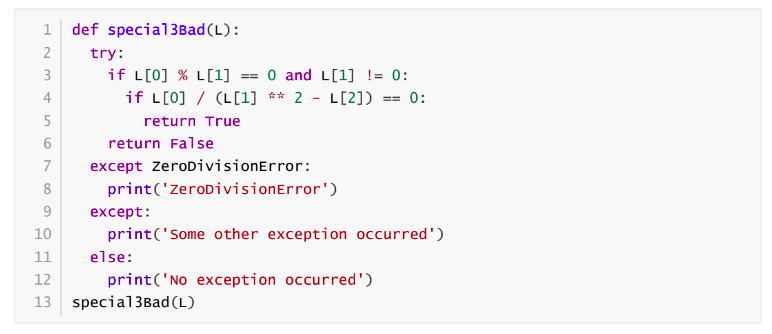 1 def special3Bad(L):
2   try:
3     if L[0] % L[1] == 0 and L[1] != 0:
4       if L[0] / (L[1] ** 2 - L[2]) == 0:
5         return True
6     return False
7   except ZeroDivisionError:
8     print('ZeroDivisionError')
9   except:
10     print('Some other exception occurred')
11   else:
12     print('No exception occurred')
13 special3Bad(L)